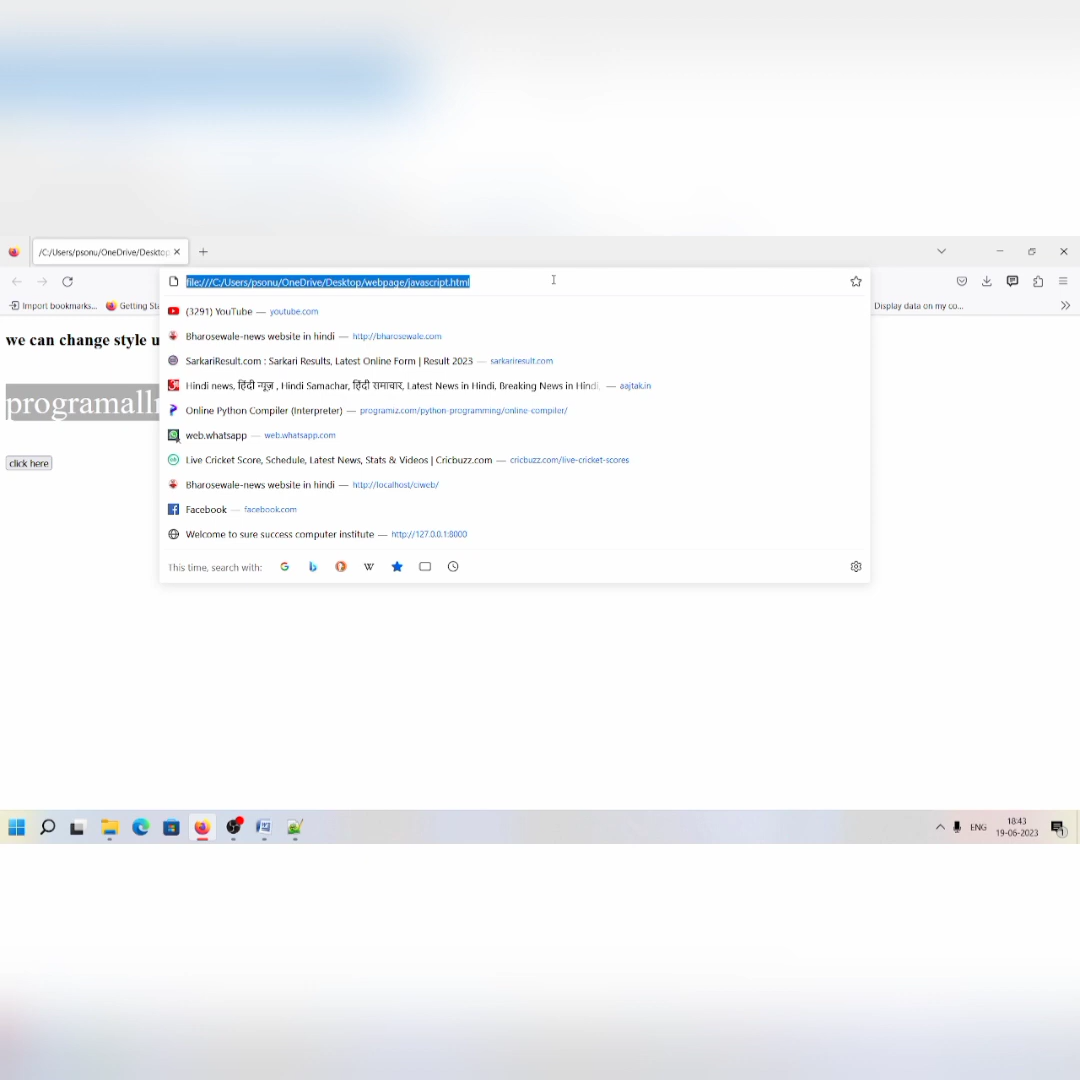 /C:/Users/psonu/OneDrive/Desktop
file:///C:/Users/psonu/OneDrive/Desktop/webpage/javascript.html
Import bookmarks... Getting Sta
Display data on my co...
(3291) YouTube — youtube.com
we can change style u
Bharosewale-news website in hindi — http://bharosewale.com
SarkariResult.com : Sarkari Results, Latest Online Form | Result 2023 — sarkariresult.com
Hindi news, हिंदी न्यूज़ , Hindi Samachar, हिंदी समाचार, Latest News in Hindi, Breaking News in Hindi, — aajtak.in
programallr
Online Python Compiler (Interpreter) — programiz.com/python-programming/online-compiler/
web.whatsapp — web.whatsapp.com
click here
Live Cricket Score, Schedule, Latest News, Stats & Videos | Cricbuzz.com — cricbuzz.com/live-cricket-scores
Bharosewale-news website in hindi — http://localhost/ciweb/
Facebook — facebook.com
Welcome to sure success computer institute — http://127.0.0.1:8000
This time, search with:
ENG
18:43
19-06-2023